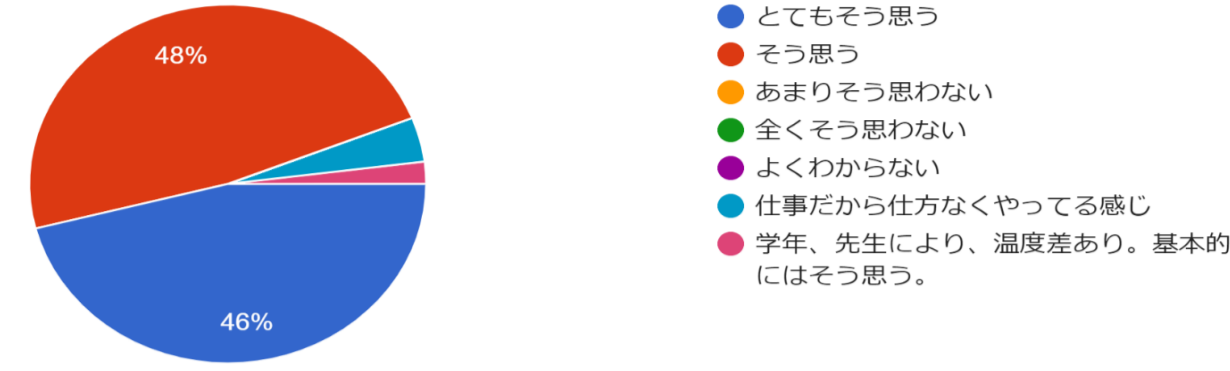 48%
46%
とてもそう思う
そう思う
あまりそう思わない
全くそう思わない
よくわからない
仕事だから仕方なくやってる感じ
学年、先生により、温度差あり。基本的
にはそう思う。